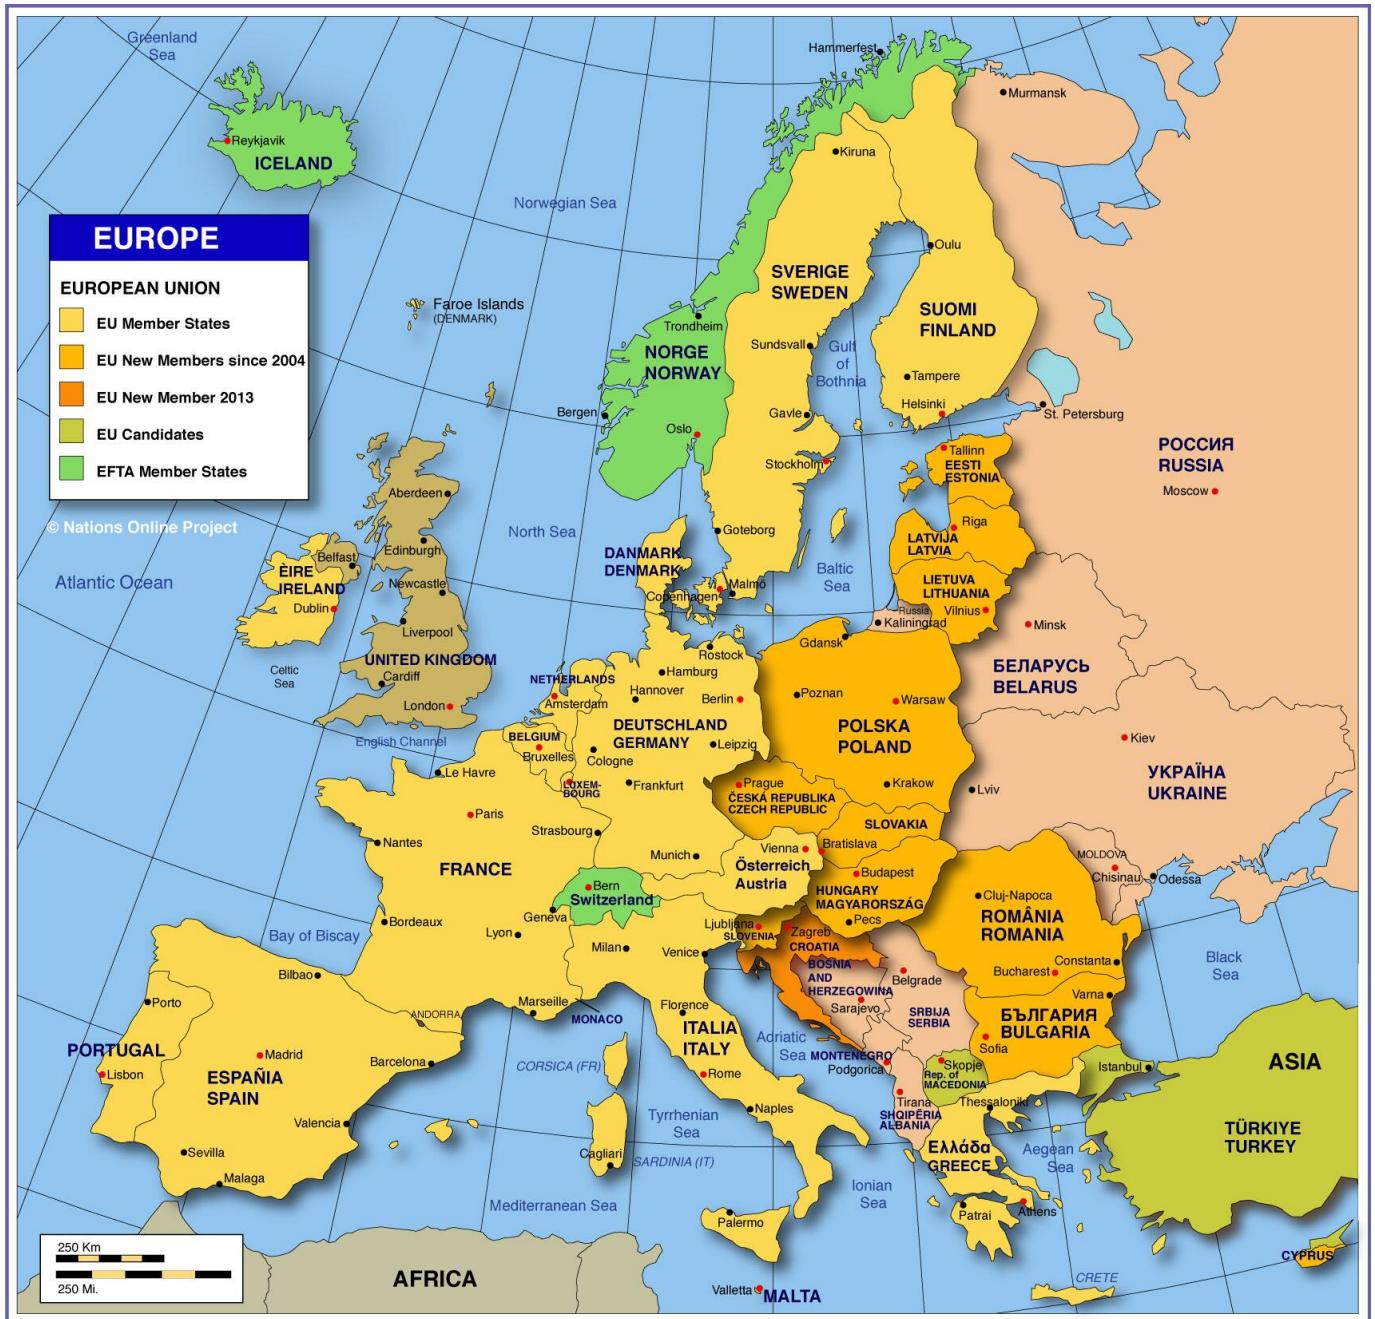 Greenland
Sea
Hammerfest
Murmansk
Reykjavik
ICELAND
Kiruna
Norwegian Sea
EUROPE
EUROPEAN UNION
EU Member States
EU New Members since 2004
EU New Member 2013
EU Candidates
EFTA Member States
© Nations Online Project
Oulu
SVERIGE
SWEDEN
SUOMI
FINLAND
Faroe Islands
(DENMARK)
Trondheim
NORGE
NORWAY
Sundsvall
Gulf
of
Bothnia
Tampere
Helsinki
Bergen
Gavle
St. Petersburg
Oslo
РОССИЯ
RUSSIA
Moscow
Stockholm
Tallinn
EESTI
ESTONIA
Aberdeen
North Sea
Goteborg
Riga
LATVIJA
LATVIA
Edinburgh
Belfast
ÈIRE
IRELAND
Dublin
Atlantic Ocean
Newcastle
DANMARK
DENMARK
Copenhagen
Malmö
Baltic
Sea
LIETUVA
LITHUANIA
Vilnius
Russia
Kaliningrad
Minsk
Liverpool
Gdansk
UNITED KINGDOM
Celtic
Sea
Cardiff
London
Rostock
Hamburg
БЕЛАРУСЬ
BELARUS
NETHERLANDS
Amsterdam
Hannover
Berlin
Poznan
Warsaw
POLSKA
POLAND
DEUTSCHLAND
GERMANY
BELGIUM
Bruxelles
Cologne
Leipzig
English Channel
Kiev
Le Havre
LUXEM-
BOURG
Frankfurt
Prague
ČESKÁ REPUBLIKA
CZECH REPUBLIC
Krakow
Lviv
УКРАЇНА
UKRAINE
Paris
Strasbourg
SLOVAKIA
Nantes
Munich
Vienna
Bratislava
Österreich
Austria
MOLDOVA
Chisinau
Odessa
FRANCE
Bern
Switzerland
Budapest
HUNGARY
MAGYARORSZÁG
Cluj-Napoca
Geneva
Pecs
ROMÂNIA
ROMANIA
Bordeaux
Lyon
Bay of Biscay
Ljubljana
SLOVENIA
Zagreb
CROATIA
Milan
Venice
Constanta
Black
Sea
Bucharest
Bilbao
BOSNIA
AND
HERZEGOWINA
Belgrade
Sarajevo
Varna
Porto
Marseille
Florence
MONACO
ANDORRA
SRBIJA
SERBIA
БЪЛГАРИЯ
BULGARIA
Sofia
ITALIA
ITALY
Adriatic
Sea
PORTUGAL
Madrid
Barcelona
CORSICA (FR)
MONTENEGRO
Podgorica
Skopje
Rep. of
MACEDONIA
Istanbul
ASIA
Lisbon
ESPAÑIA
SPAIN
Rome
Tirana
SHQIPËRIA
ALBANIA
Thessaloniki
Naples
Valencia
Tyrrhenian
Sea
TÜRKIYE
TURKEY
Sevilla
Cagliari
SARDINIA (IT)
Ελλάδα
GREECE
Aegean
Sea
Malaga
Mediterranean Sea
Ionian
Sea
Palermo
Patrai
Athens
250 Km
250 Mi.
AFRICA
CYPRUS
CRETE
Valletta
MALTA